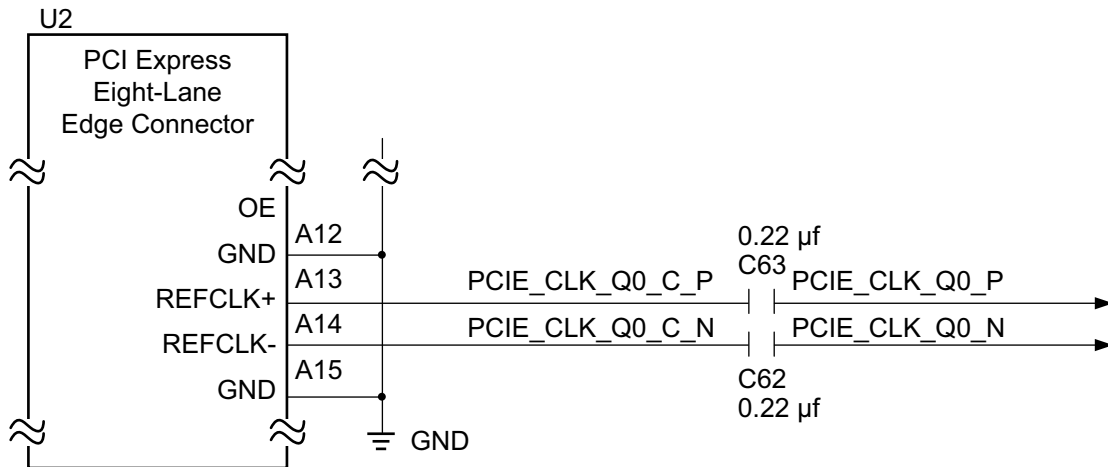 U2
PCI Express
Eight-Lane
Edge Connector
OE
A12
GND
0.22 µf
C63
A13
REFCLK+
PCIE_CLK_Q0_C_P
PCIE_CLK_Q0_P
A14
REFCLK-
PCIE_CLK_Q0_C_N
PCIE_CLK_Q0_N
A15
GND
C62
0.22 µf
GND